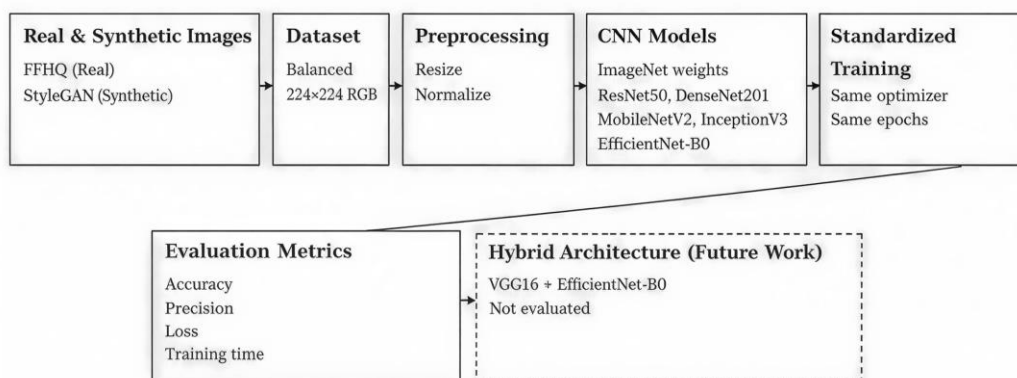 Real & Synthetic Images
FFHQ (Real)
StyleGAN (Synthetic)
Dataset
Balanced
224×224 RGB
Preprocessing
Resize
Normalize
CNN Models
ImageNet weights
ResNet50, DenseNet201
MobileNetV2, InceptionV3
EfficientNet-B0
Standardized
Training
Same optimizer
Same epochs
Evaluation Metrics
Accuracy
Precision
Loss
Training time
Hybrid Architecture (Future Work)
VGG16 + EfficientNet-B0
Not evaluated